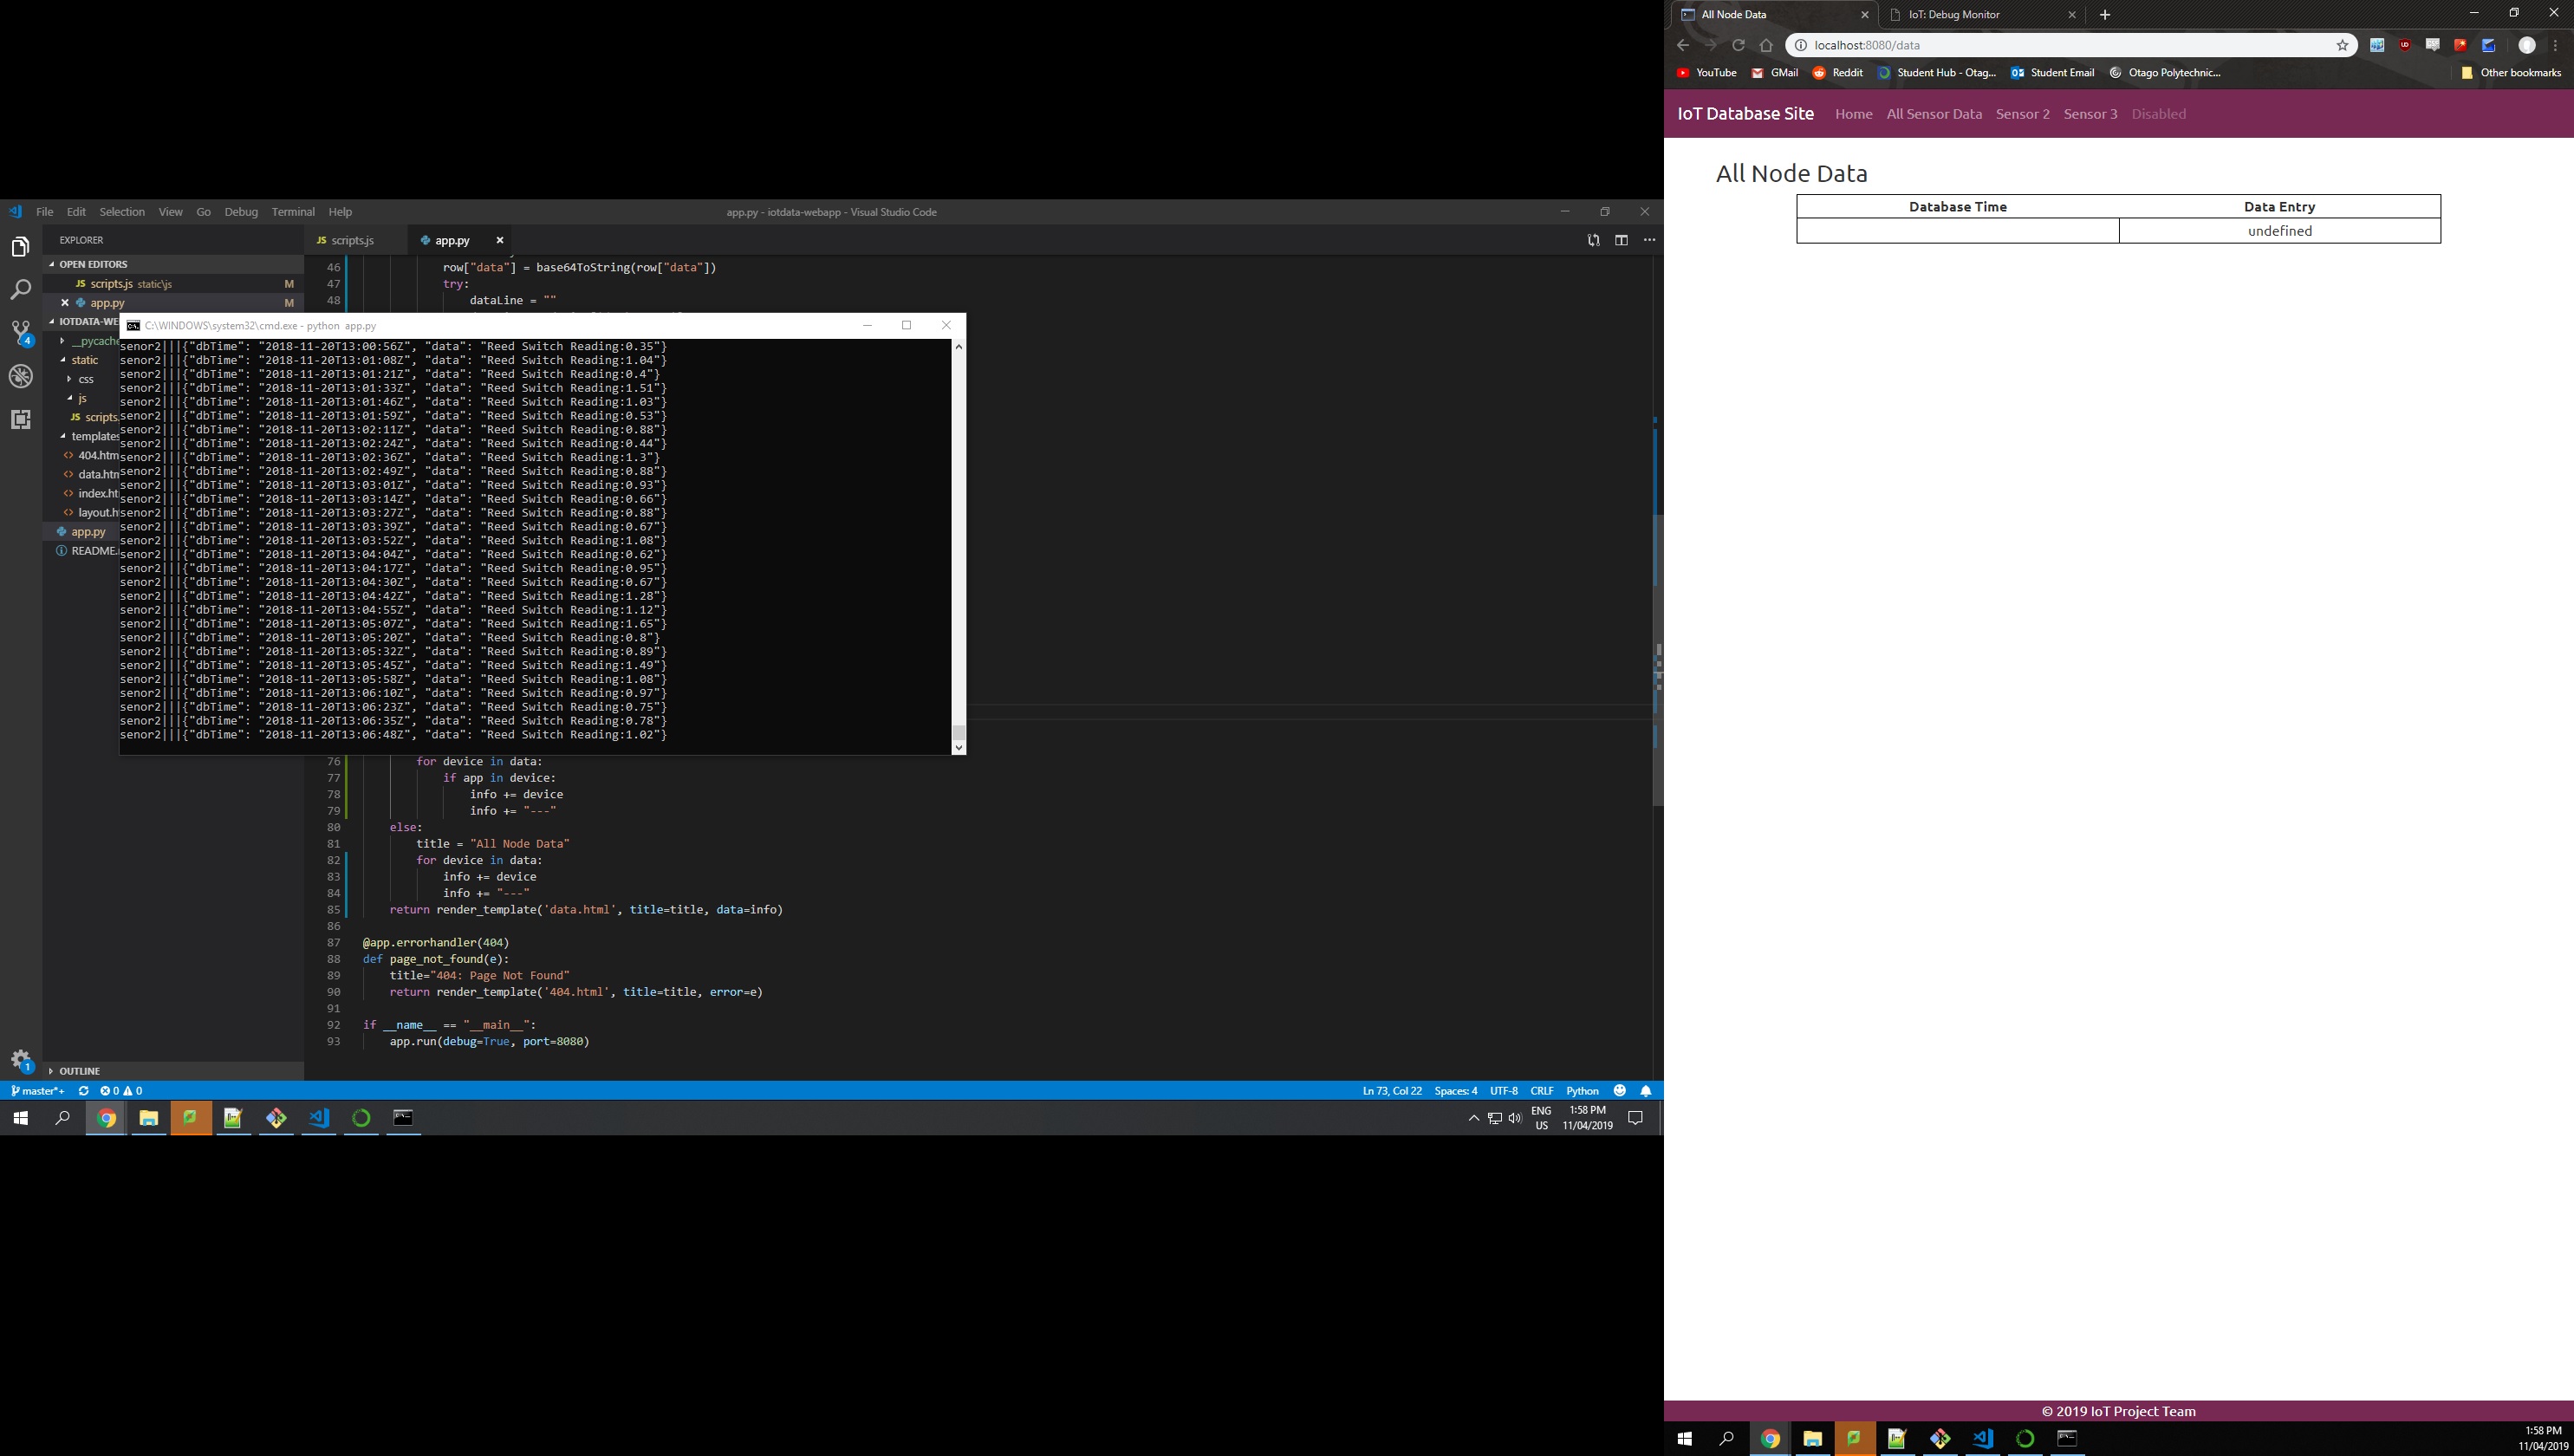 File Edit Selection View Go Debug Terminal Help
app.py - iotdata-webapp - Visual Studio Code
EXPLORER
OPEN EDITORS
JS scripts.js static\js M
app.py M
IOTDATA-WE
__pycache
static
css
js
JS scripts.
templates
<> 404.htm
<> data.htm
<> index.ht
<> layout.h
app.py
README.
OUTLINE
JS scripts.js
app.py
46 row["data"] = base64ToString(row["data"])
47 try:
48 dataLine = ""
C:\WINDOWS\system32\cmd.exe - python app.py
senor2|||{"dbTime": "2018-11-20T13:00:56Z", "data": "Reed Switch Reading:0.35"}
senor2|||{"dbTime": "2018-11-20T13:01:08Z", "data": "Reed Switch Reading:1.04"}
senor2|||{"dbTime": "2018-11-20T13:01:21Z", "data": "Reed Switch Reading:0.4"}
senor2|||{"dbTime": "2018-11-20T13:01:33Z", "data": "Reed Switch Reading:1.51"}
senor2|||{"dbTime": "2018-11-20T13:01:46Z", "data": "Reed Switch Reading:1.03"}
senor2|||{"dbTime": "2018-11-20T13:01:59Z", "data": "Reed Switch Reading:0.53"}
senor2|||{"dbTime": "2018-11-20T13:02:11Z", "data": "Reed Switch Reading:0.88"}
senor2|||{"dbTime": "2018-11-20T13:02:24Z", "data": "Reed Switch Reading:0.44"}
senor2|||{"dbTime": "2018-11-20T13:02:36Z", "data": "Reed Switch Reading:1.3"}
senor2|||{"dbTime": "2018-11-20T13:02:49Z", "data": "Reed Switch Reading:0.88"}
senor2|||{"dbTime": "2018-11-20T13:03:01Z", "data": "Reed Switch Reading:0.93"}
senor2|||{"dbTime": "2018-11-20T13:03:14Z", "data": "Reed Switch Reading:0.66"}
senor2|||{"dbTime": "2018-11-20T13:03:27Z", "data": "Reed Switch Reading:0.88"}
senor2|||{"dbTime": "2018-11-20T13:03:39Z", "data": "Reed Switch Reading:0.67"}
senor2|||{"dbTime": "2018-11-20T13:03:52Z", "data": "Reed Switch Reading:1.08"}
senor2|||{"dbTime": "2018-11-20T13:04:04Z", "data": "Reed Switch Reading:0.62"}
senor2|||{"dbTime": "2018-11-20T13:04:17Z", "data": "Reed Switch Reading:0.95"}
senor2|||{"dbTime": "2018-11-20T13:04:30Z", "data": "Reed Switch Reading:0.67"}
senor2|||{"dbTime": "2018-11-20T13:04:42Z", "data": "Reed Switch Reading:1.28"}
senor2|||{"dbTime": "2018-11-20T13:04:55Z", "data": "Reed Switch Reading:1.12"}
senor2|||{"dbTime": "2018-11-20T13:05:07Z", "data": "Reed Switch Reading:1.65"}
senor2|||{"dbTime": "2018-11-20T13:05:20Z", "data": "Reed Switch Reading:0.8"}
senor2|||{"dbTime": "2018-11-20T13:05:32Z", "data": "Reed Switch Reading:0.89"}
senor2|||{"dbTime": "2018-11-20T13:05:45Z", "data": "Reed Switch Reading:1.49"}
senor2|||{"dbTime": "2018-11-20T13:05:58Z", "data": "Reed Switch Reading:1.08"}
senor2|||{"dbTime": "2018-11-20T13:06:10Z", "data": "Reed Switch Reading:0.97"}
senor2|||{"dbTime": "2018-11-20T13:06:23Z", "data": "Reed Switch Reading:0.75"}
senor2|||{"dbTime": "2018-11-20T13:06:35Z", "data": "Reed Switch Reading:0.78"}
senor2|||{"dbTime": "2018-11-20T13:06:48Z", "data": "Reed Switch Reading:1.02"}
76 for device in data:
77 if app in device:
78 info += device
79 info += "---"
80 else:
81 title = "All Node Data"
82 for device in data:
83 info += device
84 info += "---"
85 return render_template('data.html', title=title, data=info)
86
87 @app.errorhandler(404)
88 def page_not_found(e):
89 title="404: Page Not Found"
90 return render_template('404.html', title=title, error=e)
91
92 if __name__ == "__main__":
93 app.run(debug=True, port=8080)
4
1
master*+ 0 0 Ln 73, Col 22 Spaces: 4 UTF-8 CRLF Python
ENG US 1:58 PM 11/04/2019
All Node Data
IoT: Debug Monitor
localhost:8080/data
YouTube GMail Reddit Student Hub - Otag... Student Email Otago Polytechnic... Other bookmarks
IoT Database Site Home All Sensor Data Sensor 2 Sensor 3 Disabled
All Node Data
Database Time Data Entry
undefined
© 2019 IoT Project Team
1:58 PM
11/04/2019